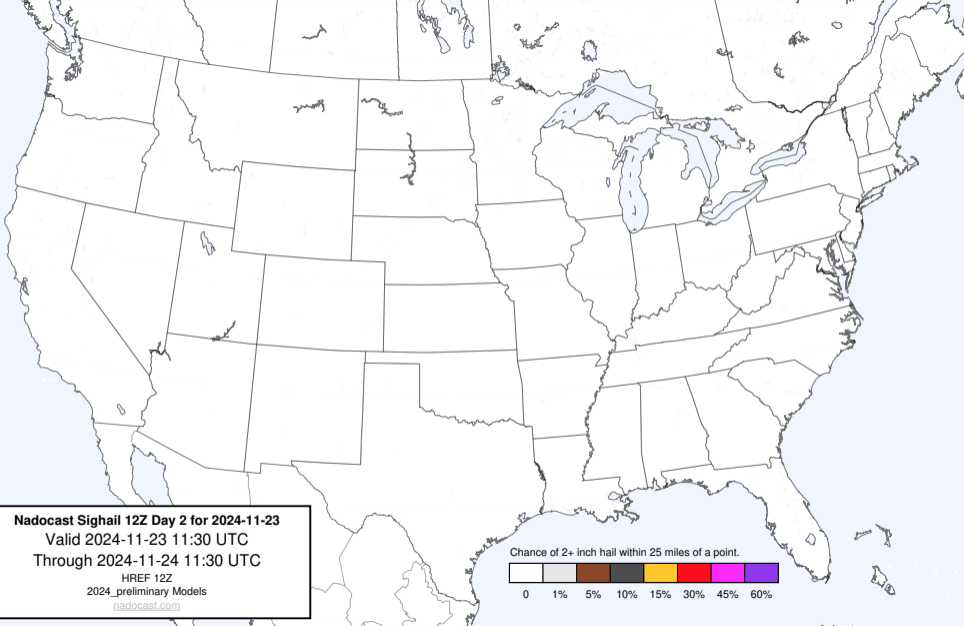 Nadocast Sighail 12Z Day 2 for 2024-11-23
Valid 2024-11-23 11:30 UTC
Through 2024-11-24 11:30 UTC
HREF 12Z
2024_preliminary Models
nadocast.com
Chance of 2+ inch hail within 25 miles of a point.
0 1% 5% 10% 15% 30% 45% 60%